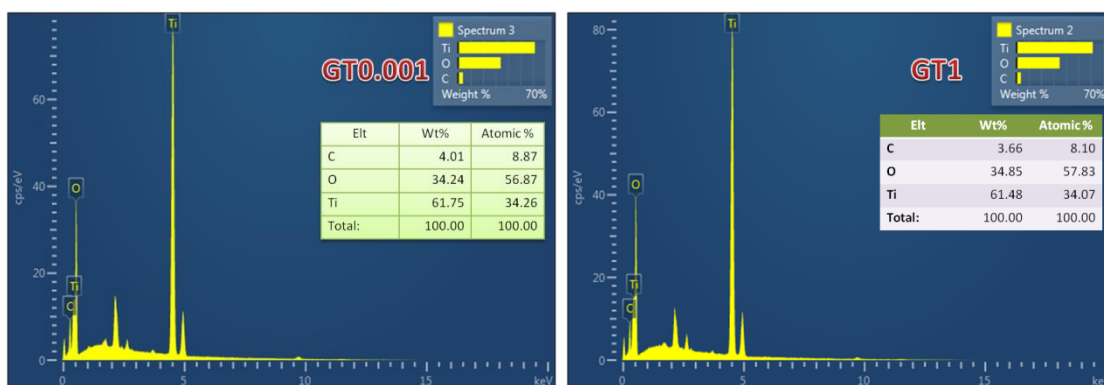 Spectrum 3
Ti
O
C
Weight % 70%
GT0.001
Elt Wt% Atomic %
C 4.01 8.87
O 34.24 56.87
Ti 61.75 34.26
Total: 100.00 100.00
cps/eV
60
40
20
0
Ti
O
Ti
C
0 5 10 15 keV
Spectrum 2
Ti
O
C
Weight % 70%
GT1
Elt Wt% Atomic %
C 3.66 8.10
O 34.85 57.83
Ti 61.48 34.07
Total: 100.00 100.00
cps/eV
80
60
40
20
0
Ti
O
Ti
C
0 5 10 15 keV